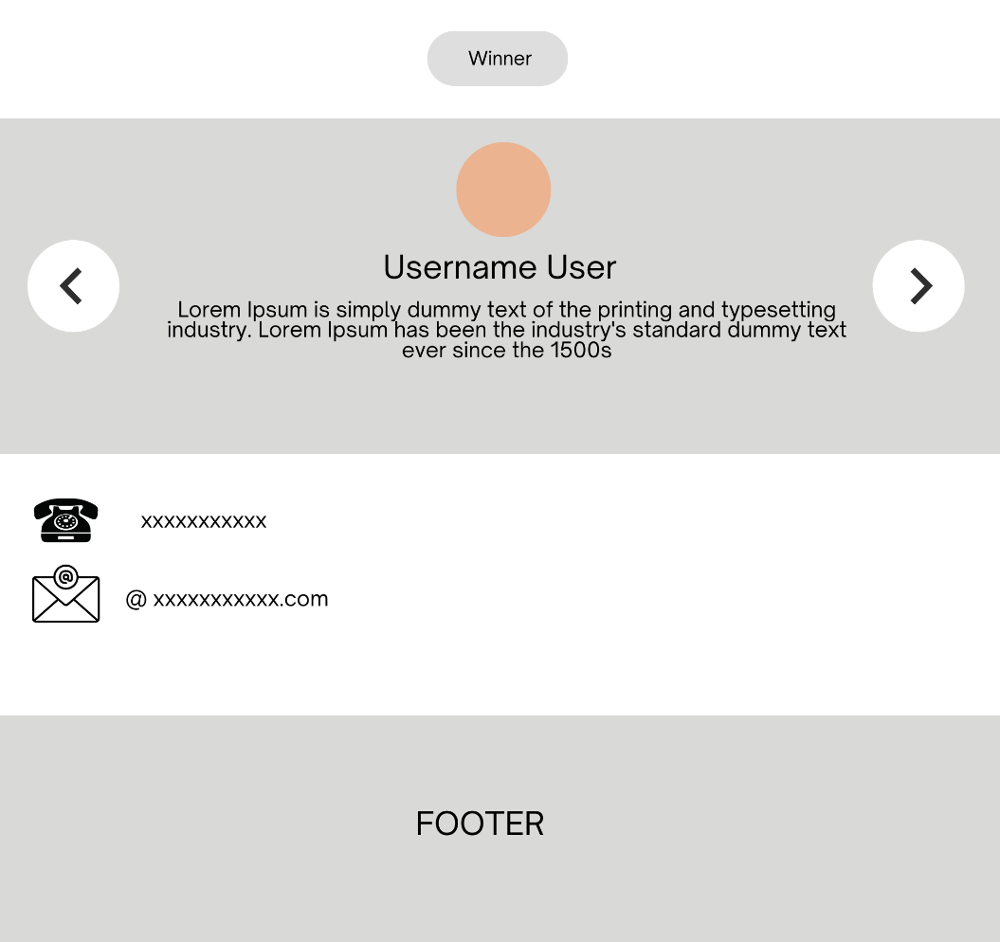 Winner
Username User
Lorem Ipsum is simply dummy text of the printing and typesetting
industry. Lorem Ipsum has been the industry's standard dummy text
ever since the 1500s
xxxxxxxxxxx
@
@ xxxxxxxxxxx.com
FOOTER